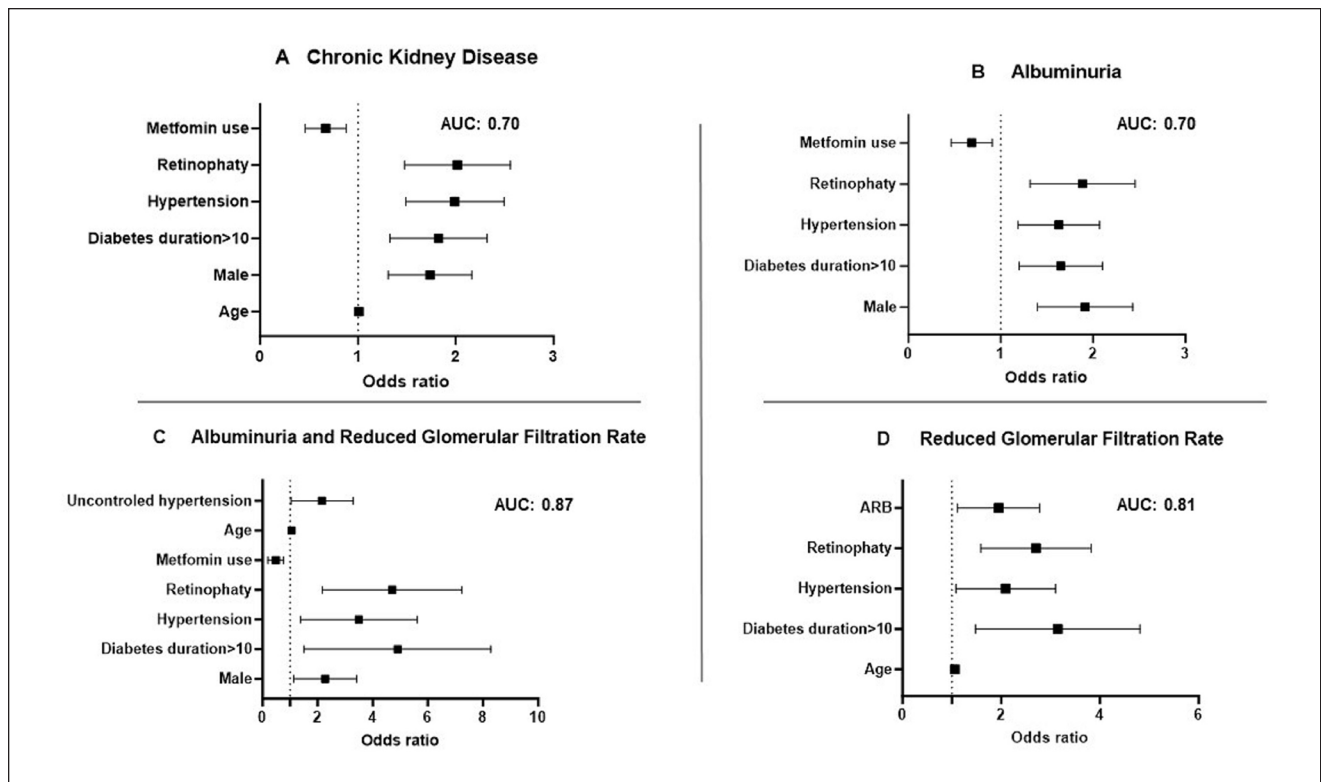 A Chronic Kidney Disease
AUC: 0.70
Metfomin use
Retinophaty
Hypertension
Diabetes duration>10
Male
Age
0 1 2 3
Odds ratio
B Albuminuria
AUC: 0.70
Metfomin use
Retinophaty
Hypertension
Diabetes duration>10
Male
0 1 2 3
Odds ratio
C Albuminuria and Reduced Glomerular Filtration Rate
AUC: 0.87
Uncontroled hypertension
Age
Metfomin use
Retinophaty
Hypertension
Diabetes duration>10
Male
0 2 4 6 8 10
Odds ratio
D Reduced Glomerular Filtration Rate
AUC: 0.81
ARB
Retinophaty
Hypertension
Diabetes duration>10
Age
0 2 4 6
Odds ratio